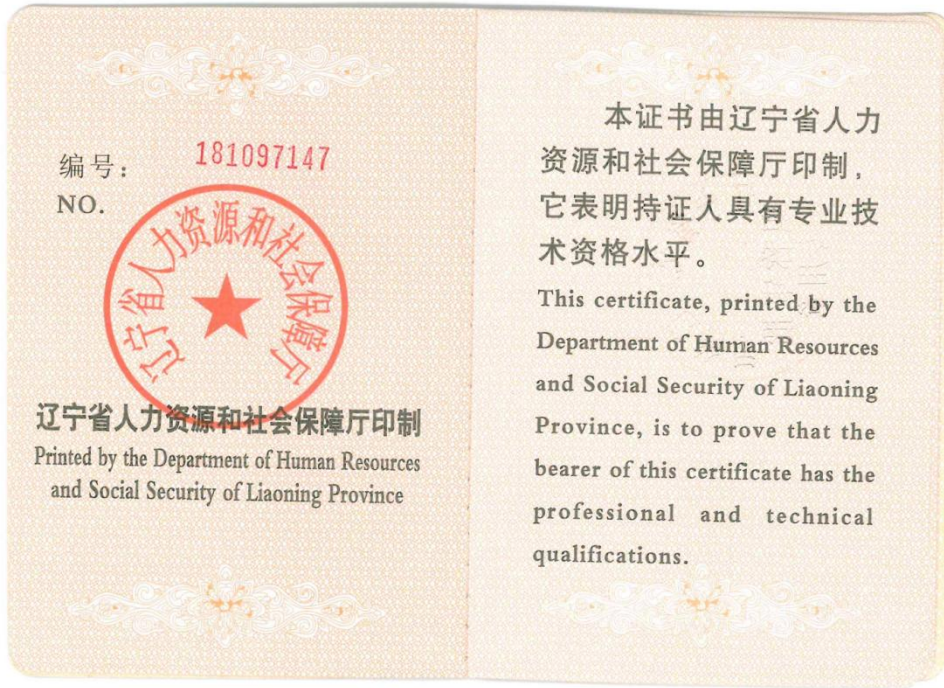 编号: 181097147
NO.
辽宁省人力资源和社会保障厅
辽宁省人力资源和社会保障厅印制
Printed by the Department of Human Resources
and Social Security of Liaoning Province
本证书由辽宁省人力
资源和社会保障厅印制,
它表明持证人具有专业技
术资格水平。
This certificate, printed by the
Department of Human Resources
and Social Security of Liaoning
Province, is to prove that the
bearer of this certificate has the
professional and technical
qualifications.